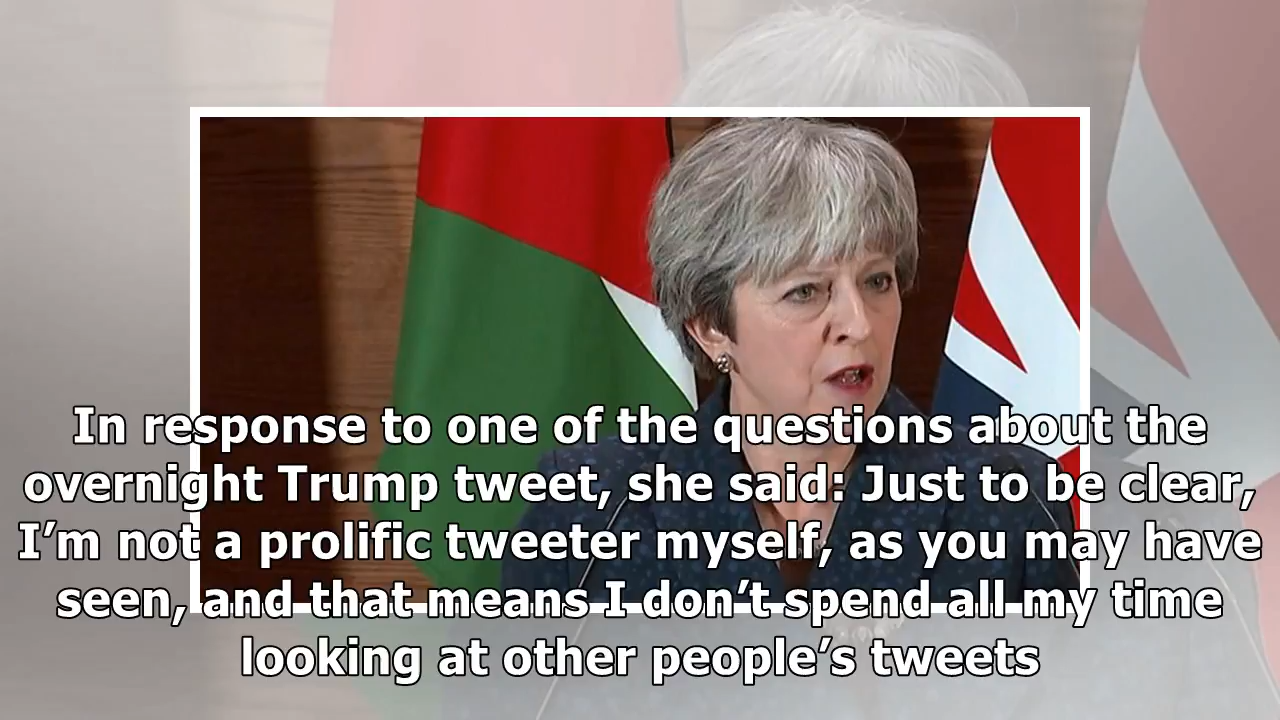 In response to one of the questions about the
overnight Trump tweet, she said: Just to be clear,
I’m not a prolific tweeter myself, as you may have
seen, and that means I don’t spend all my time
looking at other people’s tweets